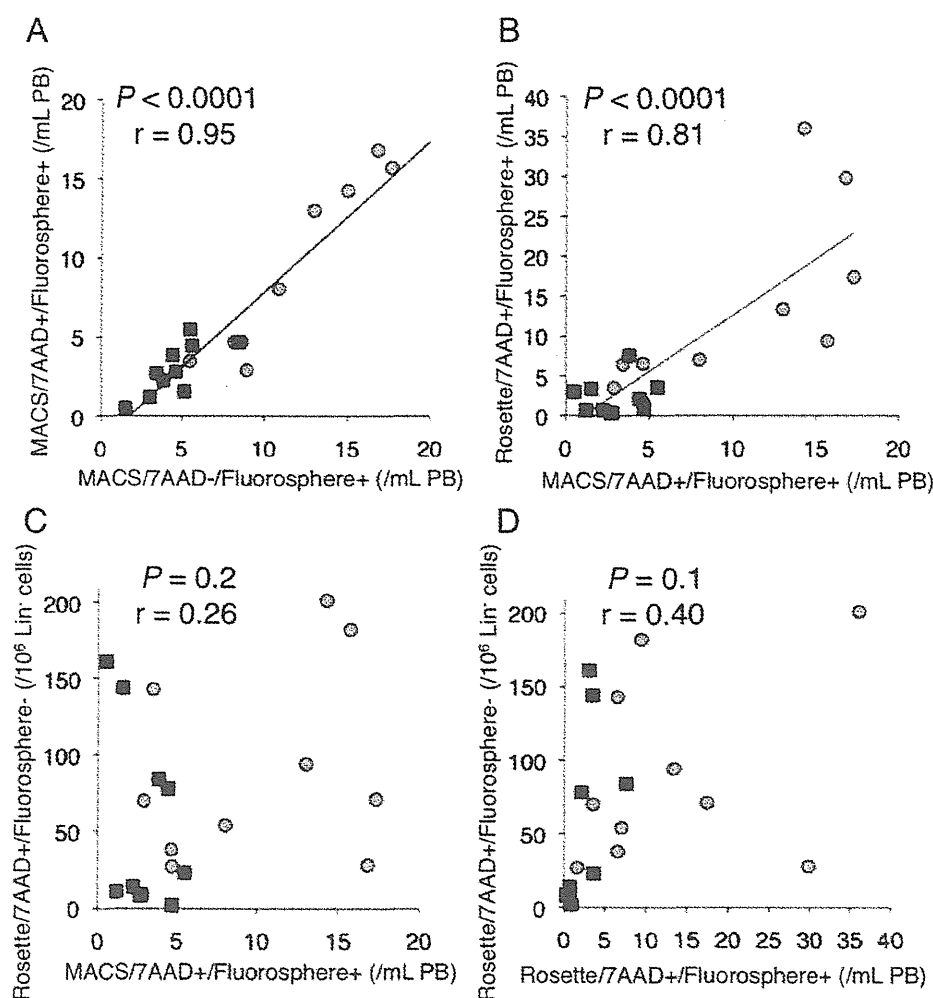 A
P < 0.0001
r = 0.95
MACS/7AAD+/Fluorosphere+ (/mL PB)
20
15
10
5
0
0 5 10 15 20
MACS/7AAD-/Fluorosphere+ (/mL PB)
B
P < 0.0001
r = 0.81
Rosette/7AAD+/Fluorosphere+ (/mL PB)
40
35
30
25
20
15
10
5
0
0 5 10 15 20
MACS/7AAD+/Fluorosphere+ (/mL PB)
C
P = 0.2
r = 0.26
Rosette/7AAD+/Fluorosphere- (/10⁶ Lin⁻ cells)
200
150
100
50
0
0 5 10 15 20
MACS/7AAD+/Fluorosphere+ (/mL PB)
D
P = 0.1
r = 0.40
Rosette/7AAD+/Fluorosphere- (/10⁶ Lin⁻ cells)
200
150
100
50
0
0 5 10 15 20 25 30 35 40
Rosette/7AAD+/Fluorosphere+ (/mL PB)